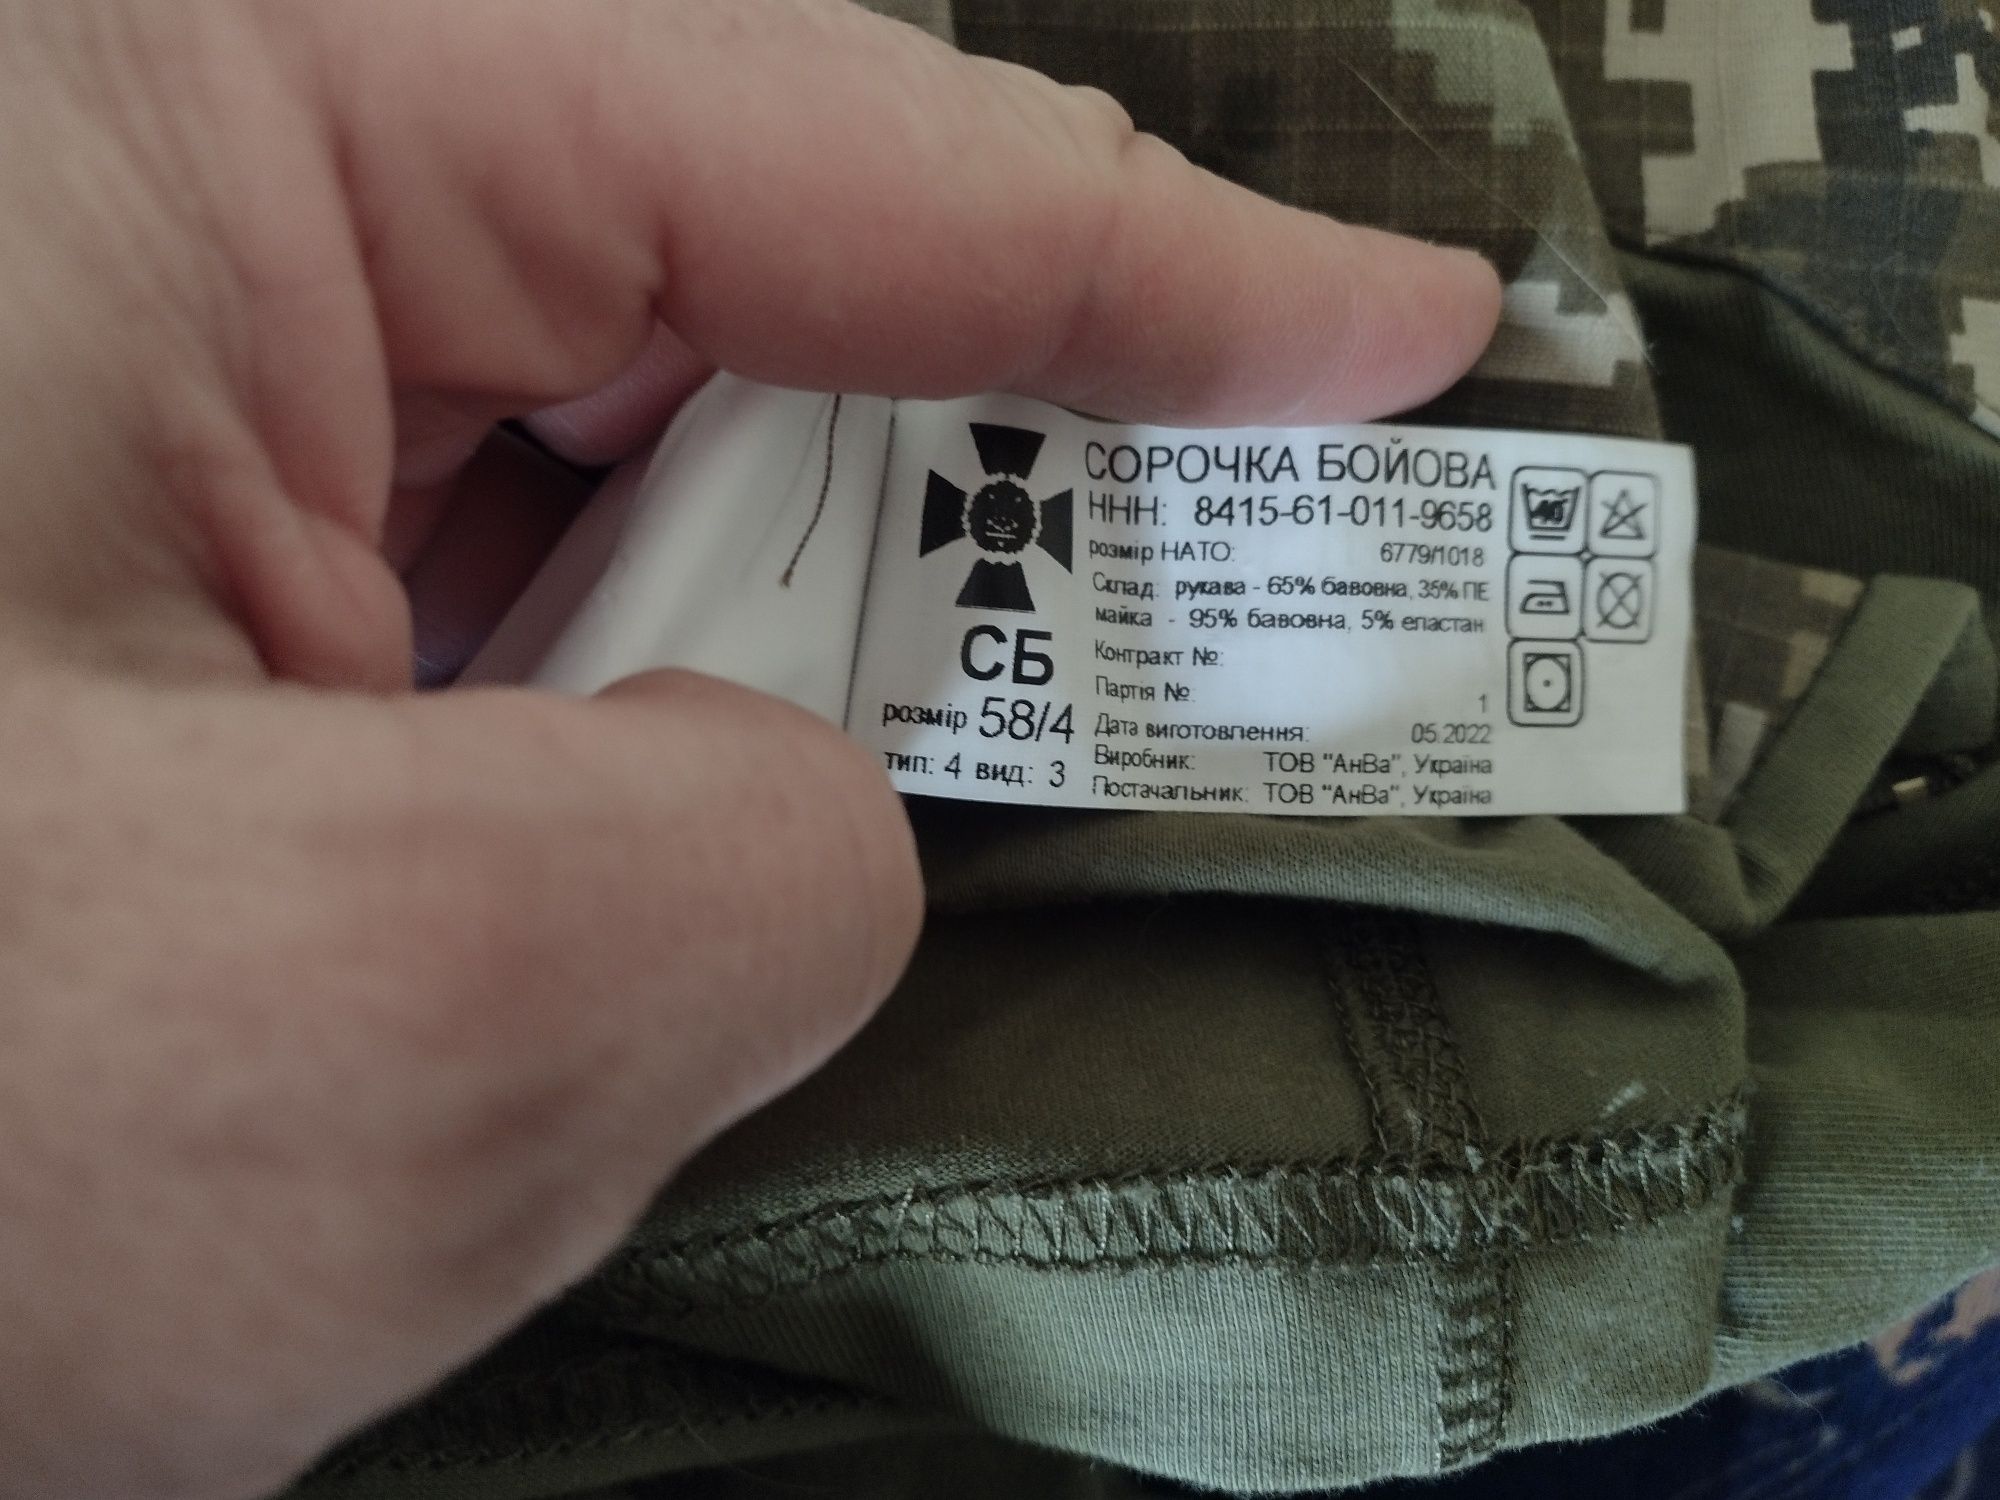 СОРОЧКА БОЙОВА
ННН: 8415-61-011-9658
розмір НАТО: 6779/1018
Склад: рукава - 65% бавовна, 35% ПЕ
майка - 95% бавовна, 5% еластан
Контракт №:
Партія №: 1
Дата виготовлення: 05.2022
Виробник: ТОВ "АнВа", Україна
Постачальник: ТОВ "АнВа", Україна
СБ
розмір 58/4
тип: 4 вид: 3
40